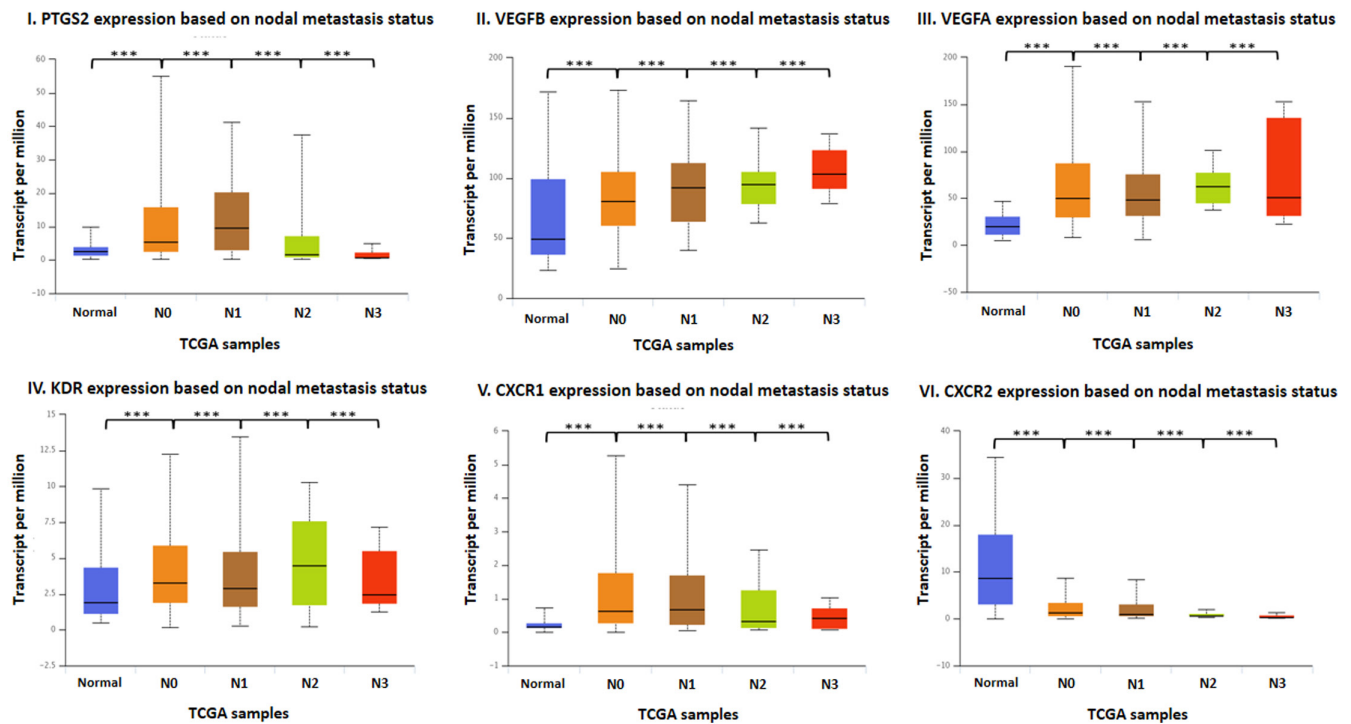 I. PTGS2 expression based on nodal metastasis status
*** *** *** ***
Transcript per million
60
50
40
30
20
10
0
−10
Normal N0 N1 N2 N3
TCGA samples
II. VEGFB expression based on nodal metastasis status
*** *** *** ***
Transcript per million
200
150
100
50
0
Normal N0 N1 N2 N3
TCGA samples
III. VEGFA expression based on nodal metastasis status
*** *** *** ***
Transcript per million
200
150
100
50
0
−50
Normal N0 N1 N2 N3
TCGA samples
IV. KDR expression based on nodal metastasis status
*** *** *** ***
Transcript per million
15
12.5
10
7.5
5
2.5
0
−2.5
Normal N0 N1 N2 N3
TCGA samples
V. CXCR1 expression based on nodal metastasis status
*** *** *** ***
Transcript per million
6
5
4
3
2
1
0
−1
Normal N0 N1 N2 N3
TCGA samples
VI. CXCR2 expression based on nodal metastasis status
*** *** *** ***
Transcript per million
40
30
20
10
0
−10
Normal N0 N1 N2 N3
TCGA samples